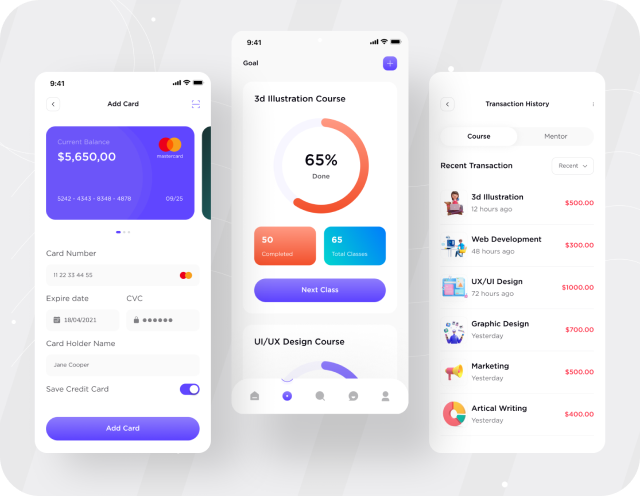 9:41
Add Card
Current Balance
$5,650,00
mastercard
5242 - 4343 - 8348 - 4878
09/25
Card Number
11 22 33 44 55
Expire date
CVC
18/04/2021
Card Holder Name
Jane Cooper
Save Credit Card
Add Card
9:41
Goal
3d Illustration Course
65%
Done
50
Completed
65
Total Classes
Next Class
UI/UX Design Course
Transaction History
Course
Mentor
Recent Transaction
Recent
3d Illustration
12 hours ago
$500.00
Web Development
48 hours ago
$300.00
UX/UI Design
72 hours ago
$1000.00
Graphic Design
Yesterday
$700.00
Marketing
Yesterday
$500.00
Artical Writing
Yesterday
$400.00